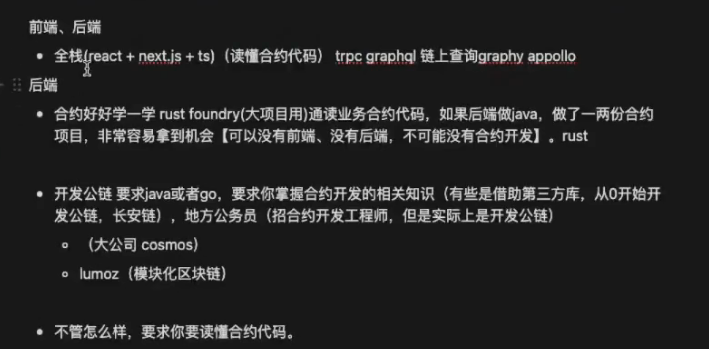 前端、后端
全栈(react + next.js + ts)（读懂合约代码） trpc graphql 链上查询graphy appollo
后端
合约好好学一学 rust foundry(大项目用)通读业务合约代码，如果后端做java，做了一两份合约
项目，非常容易拿到机会【可以没有前端、没有后端，不可能没有合约开发】。rust
开发公链 要求java或者go，要求你掌握合约开发的相关知识（有些是借助第三方库，从0开始开
发公链，长安链），地方公务员（招合约开发工程师，但是实际上是开发公链）
（大公司 cosmos）
lumoz（模块化区块链）
不管怎么样，要求你要读懂合约代码。